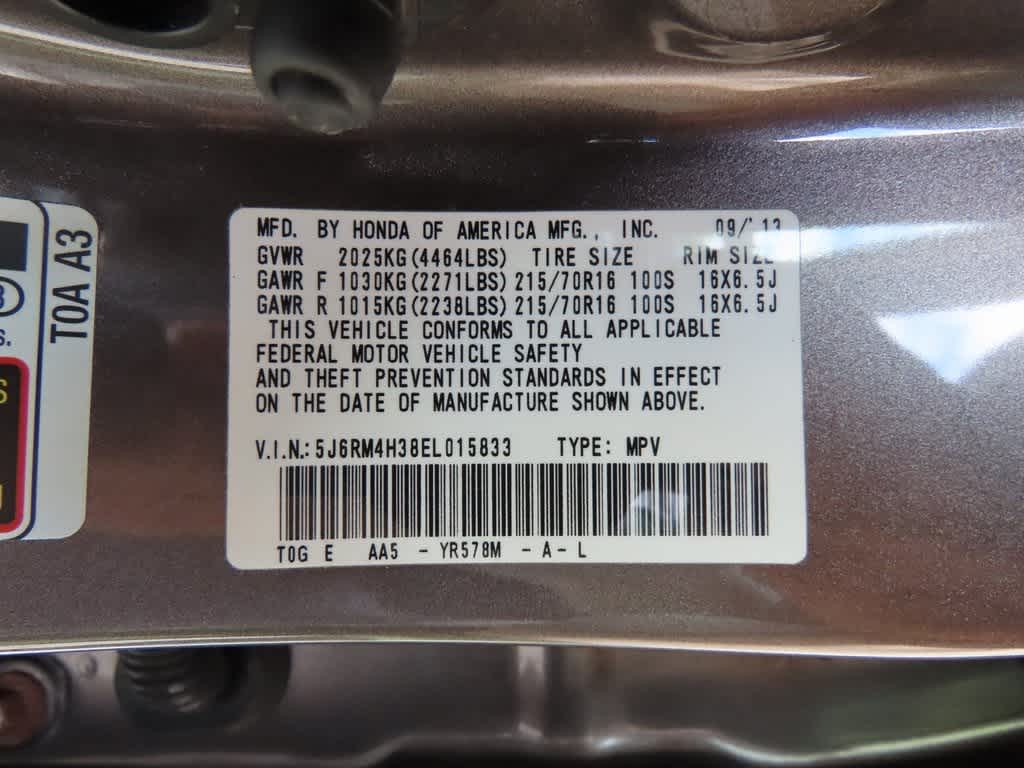 MFD. BY HONDA OF AMERICA MFG., INC. 09/'13
GVWR 2025KG(4464LBS) TIRE SIZE RIM SIZE
GAWR F 1030KG(2271LBS)215/70R16 100S 16X6.5J
GAWR R 1015KG(2238LBS)215/70R16 100S 16X6.5J
THIS VEHICLE CONFORMS TO ALL APPLICABLE
FEDERAL MOTOR VEHICLE SAFETY
AND THEFT PREVENTION STANDARDS IN EFFECT
ON THE DATE OF MANUFACTURE SHOWN ABOVE.
V.I.N.:5J6RM4H38EL015833 TYPE: MPV
T0G E AA5 - YR578M - A - L
T0A A3